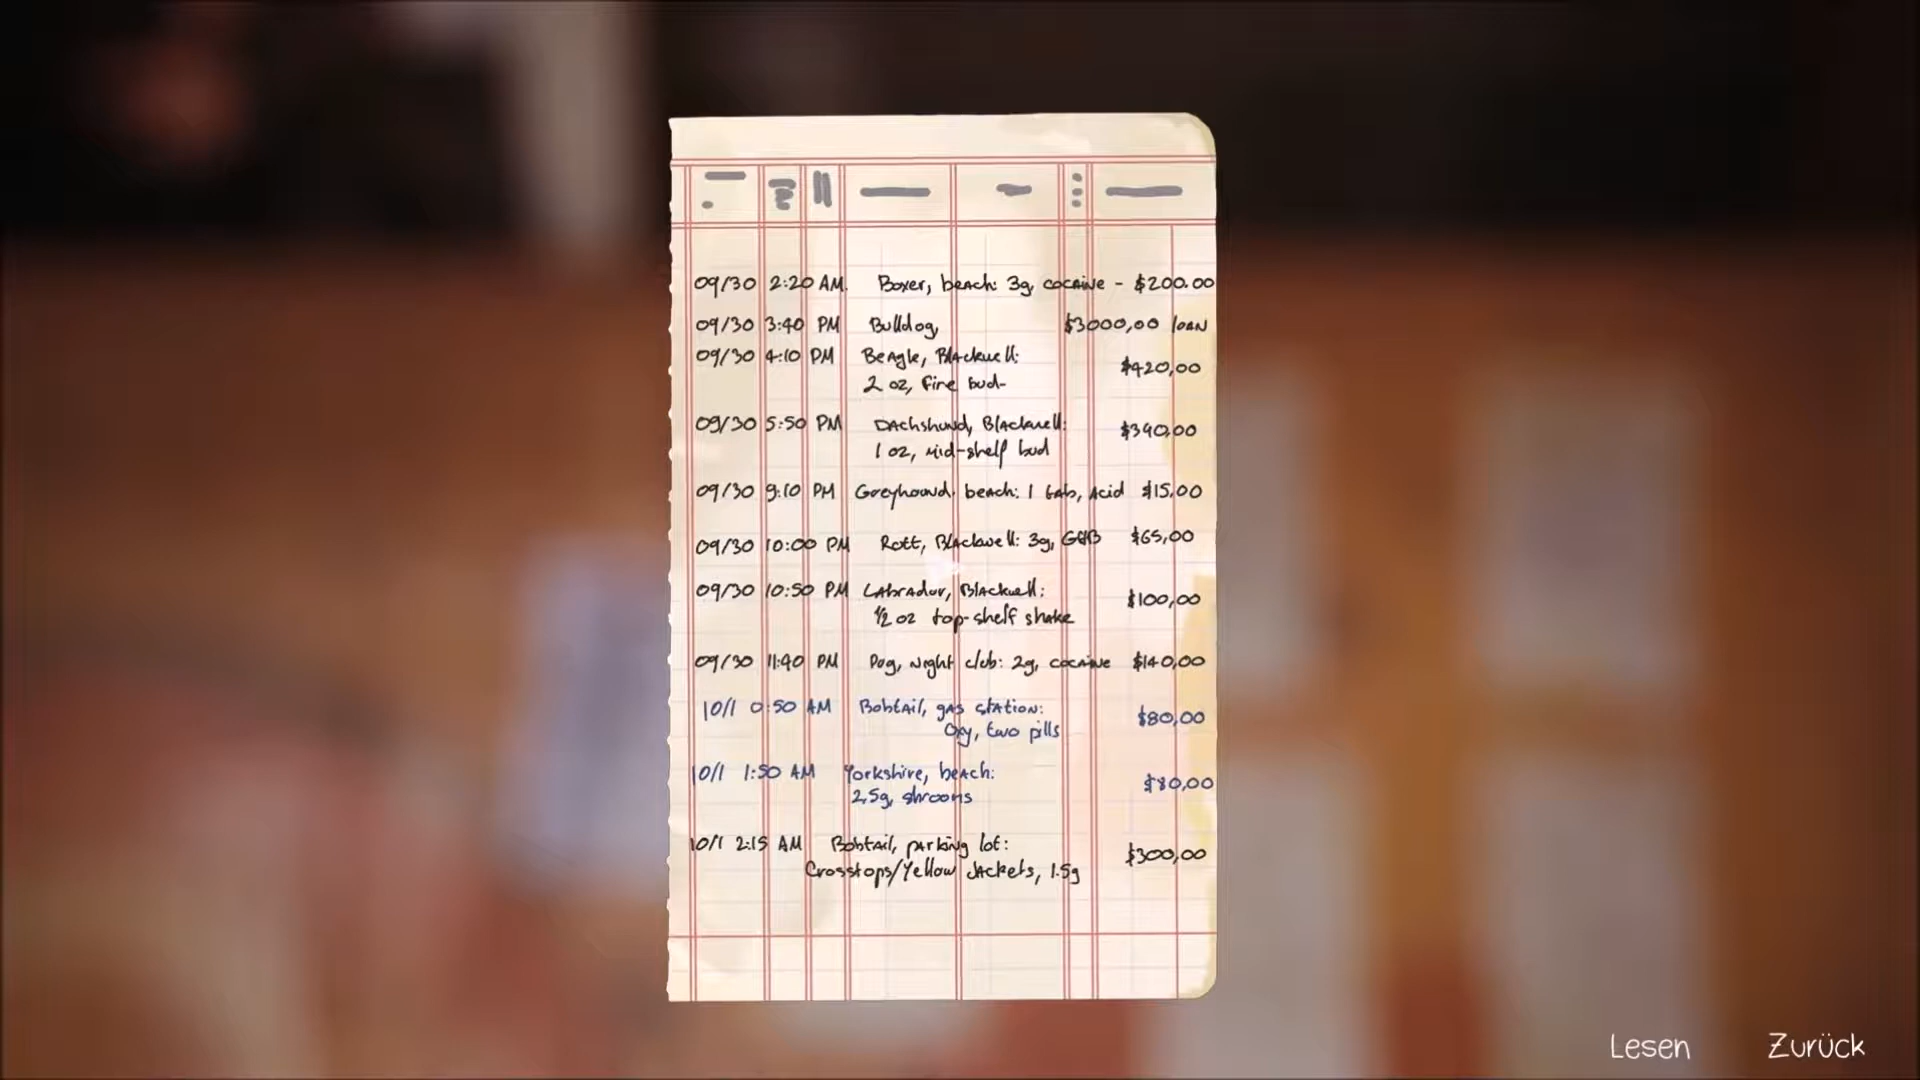 09/30 2:20 AM. Boxer, beach: 3g, cocaine - $200.00
09/30 3:40 PM Bulldog, $3000,00 loan
09/30 4:10 PM Beagle, Blackwell:
2 oz, fire bud- $420,00
09/30 5:50 PM Dachshund, Blackwell:
1 oz, mid-shelf bud $390,00
09/30 9:10 PM Greyhound, beach: 1 tab, acid $15,00
09/30 10:00 PM Rott, Blackwell: 3g, GHB $65,00
09/30 10:50 PM Labrador, Blackwell:
1/2 oz top-shelf shake $100,00
09/30 11:40 PM Pog, night club: 2g, cocaine $140,00
10/1 0:50 AM Bobtail, gas station:
Oxy, two pills $80,00
10/1 1:50 AM Yorkshire, beach:
2,5g, shrooms $80,00
10/1 2:15 AM Bobtail, parking lot:
Crosstops/Yellow Jackets, 1.5g $300,00
Lesen Zurück